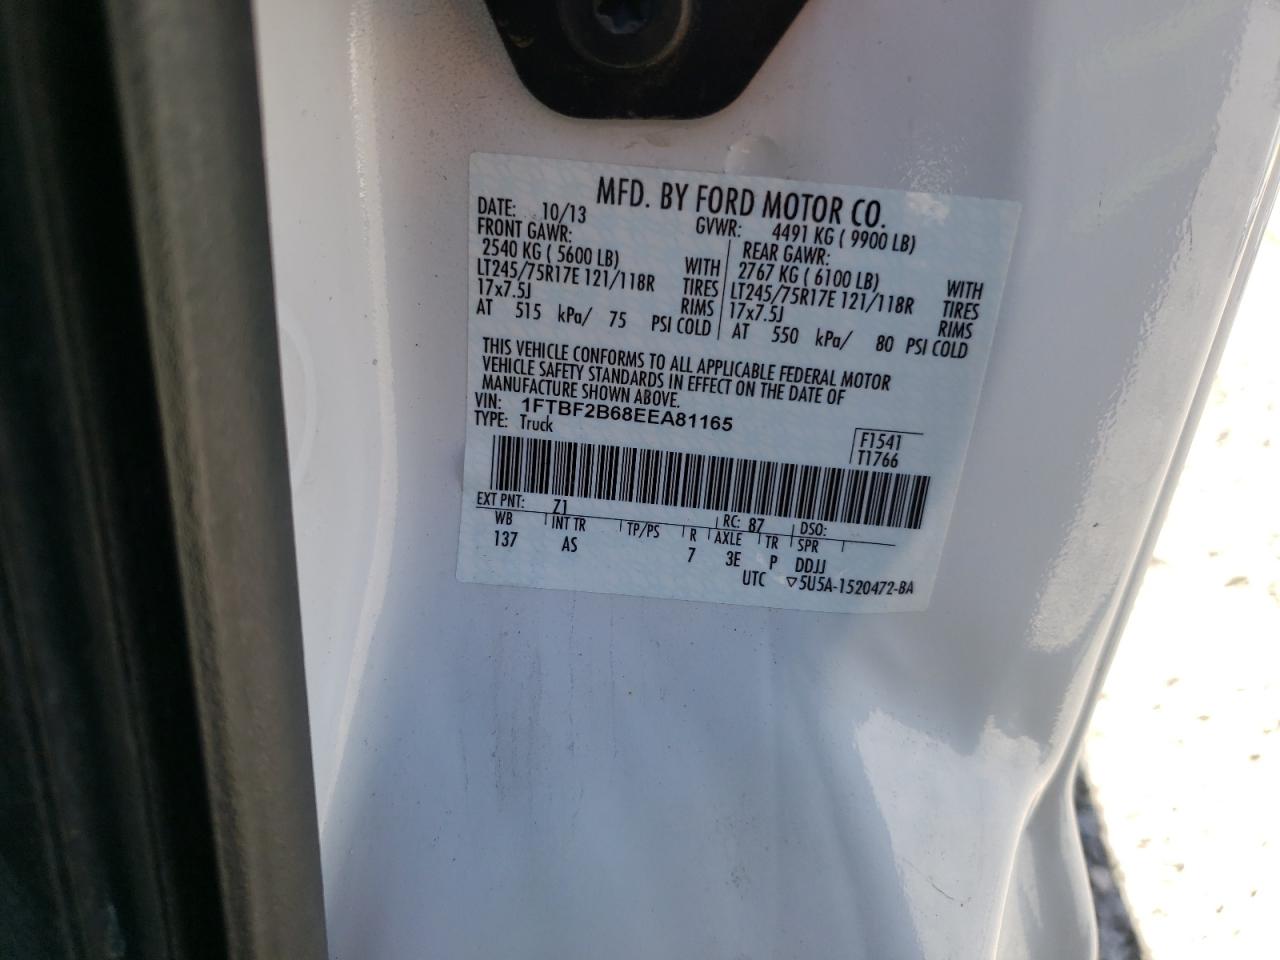 MFD. BY FORD MOTOR CO.
DATE: 10/13 GVWR: 4491 KG ( 9900 LB)
FRONT GAWR: REAR GAWR:
2540 KG ( 5600 LB) WITH 2767 KG ( 6100 LB) WITH
LT245/75R17E 121/118R TIRES LT245/75R17E 121/118R TIRES
17x7.5J RIMS 17x7.5J RIMS
AT 515 kPa/ 75 PSI COLD AT 550 kPa/ 80 PSI COLD
THIS VEHICLE CONFORMS TO ALL APPLICABLE FEDERAL MOTOR
VEHICLE SAFETY STANDARDS IN EFFECT ON THE DATE OF
MANUFACTURE SHOWN ABOVE.
VIN: 1FTBF2B68EEA81165
TYPE: Truck
F1541
T1766
EXT PNT: Z1 RC: 87 DSO:
WB INT TR TP/PS R AXLE TR SPR
137 AS 7 3E P DDJJ
UTC ▽5U5A-1520472-BA